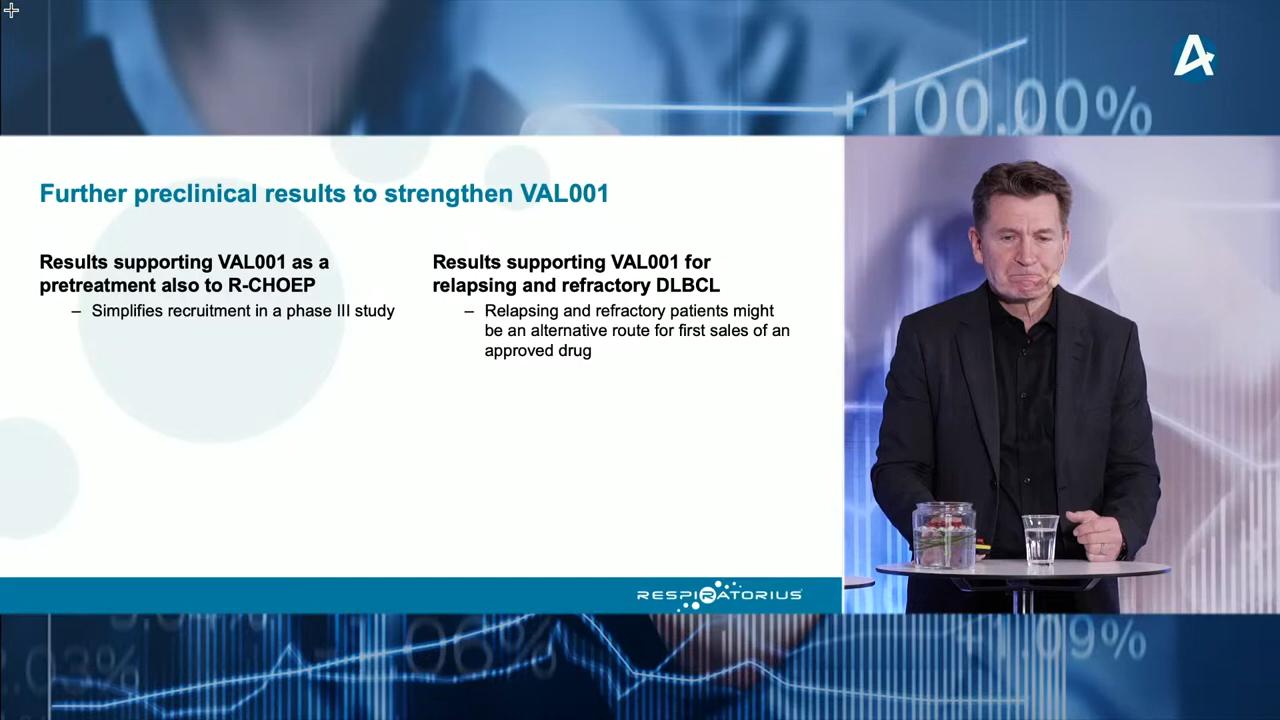 +100.00%
Further preclinical results to strengthen VAL001
Results supporting VAL001 as a
pretreatment also to R-CHOEP
– Simplifies recruitment in a phase III study
Results supporting VAL001 for
relapsing and refractory DLBCL
– Relapsing and refractory patients might
be an alternative route for first sales of an
approved drug
RESPIRATORIUS
+1.09%